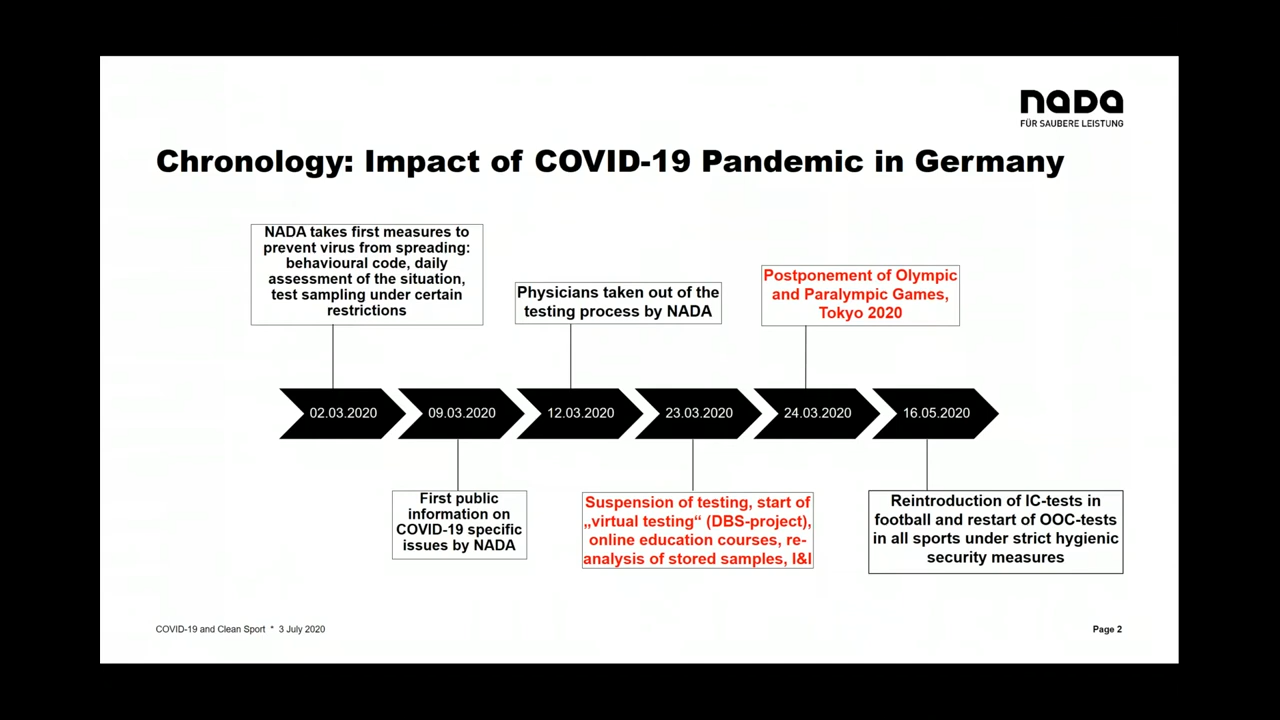 NADA
FÜR SAUBERE LEISTUNG
Chronology: Impact of COVID-19 Pandemic in Germany
NADA takes first measures to
prevent virus from spreading:
behavioural code, daily
assessment of the situation,
test sampling under certain
restrictions
Physicians taken out of the
testing process by NADA
Postponement of Olympic
and Paralympic Games,
Tokyo 2020
02.03.2020
09.03.2020
12.03.2020
23.03.2020
24.03.2020
16.05.2020
First public
information on
COVID-19 specific
issues by NADA
Suspension of testing, start of
„virtual testing“ (DBS-project),
online education courses, re-
analysis of stored samples, I&I
Reintroduction of IC-tests in
football and restart of OOC-tests
in all sports under strict hygienic
security measures
COVID-19 and Clean Sport * 3 July 2020
Page 2